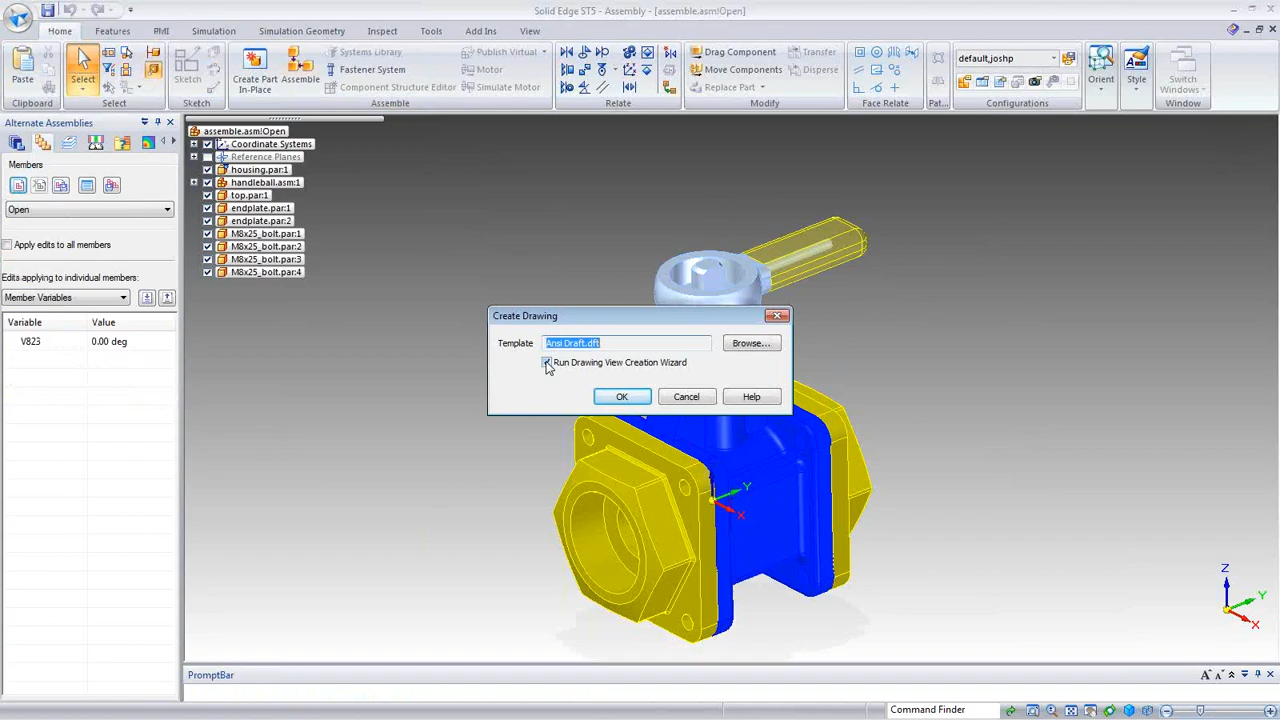 Solid Edge ST5 - Assembly - [assemble.asm!Open]
Home Features PMI Simulation Simulation Geometry Inspect Tools Add Ins View
Paste
Clipboard
Select
Select
Sketch
Sketch
Create Part In-Place
Assemble
Systems Library
Fastener System
Component Structure Editor
Publish Virtual
Motor
Simulate Motor
Assemble
Relate
Drag Component
Move Components
Replace Part
Transfer
Disperse
Modify
Face Relate
Pat...
default_joshp
Configurations
Orient
Style
Switch Windows
Window
Alternate Assemblies
Members
Open
Apply edits to all members
Edits applying to individual members:
Member Variables
Variable Value
V823 0.00 deg
assemble.asm!Open
Coordinate Systems
Reference Planes
housing.par:1
handleball.asm:1
top.par:1
endplate.par:1
endplate.par:2
M8x25_bolt.par:1
M8x25_bolt.par:2
M8x25_bolt.par:3
M8x25_bolt.par:4
Create Drawing
Template Ansi Draft.dft Browse...
Run Drawing View Creation Wizard
OK Cancel Help
Y
X
Z
Y
X
PromptBar
Command Finder